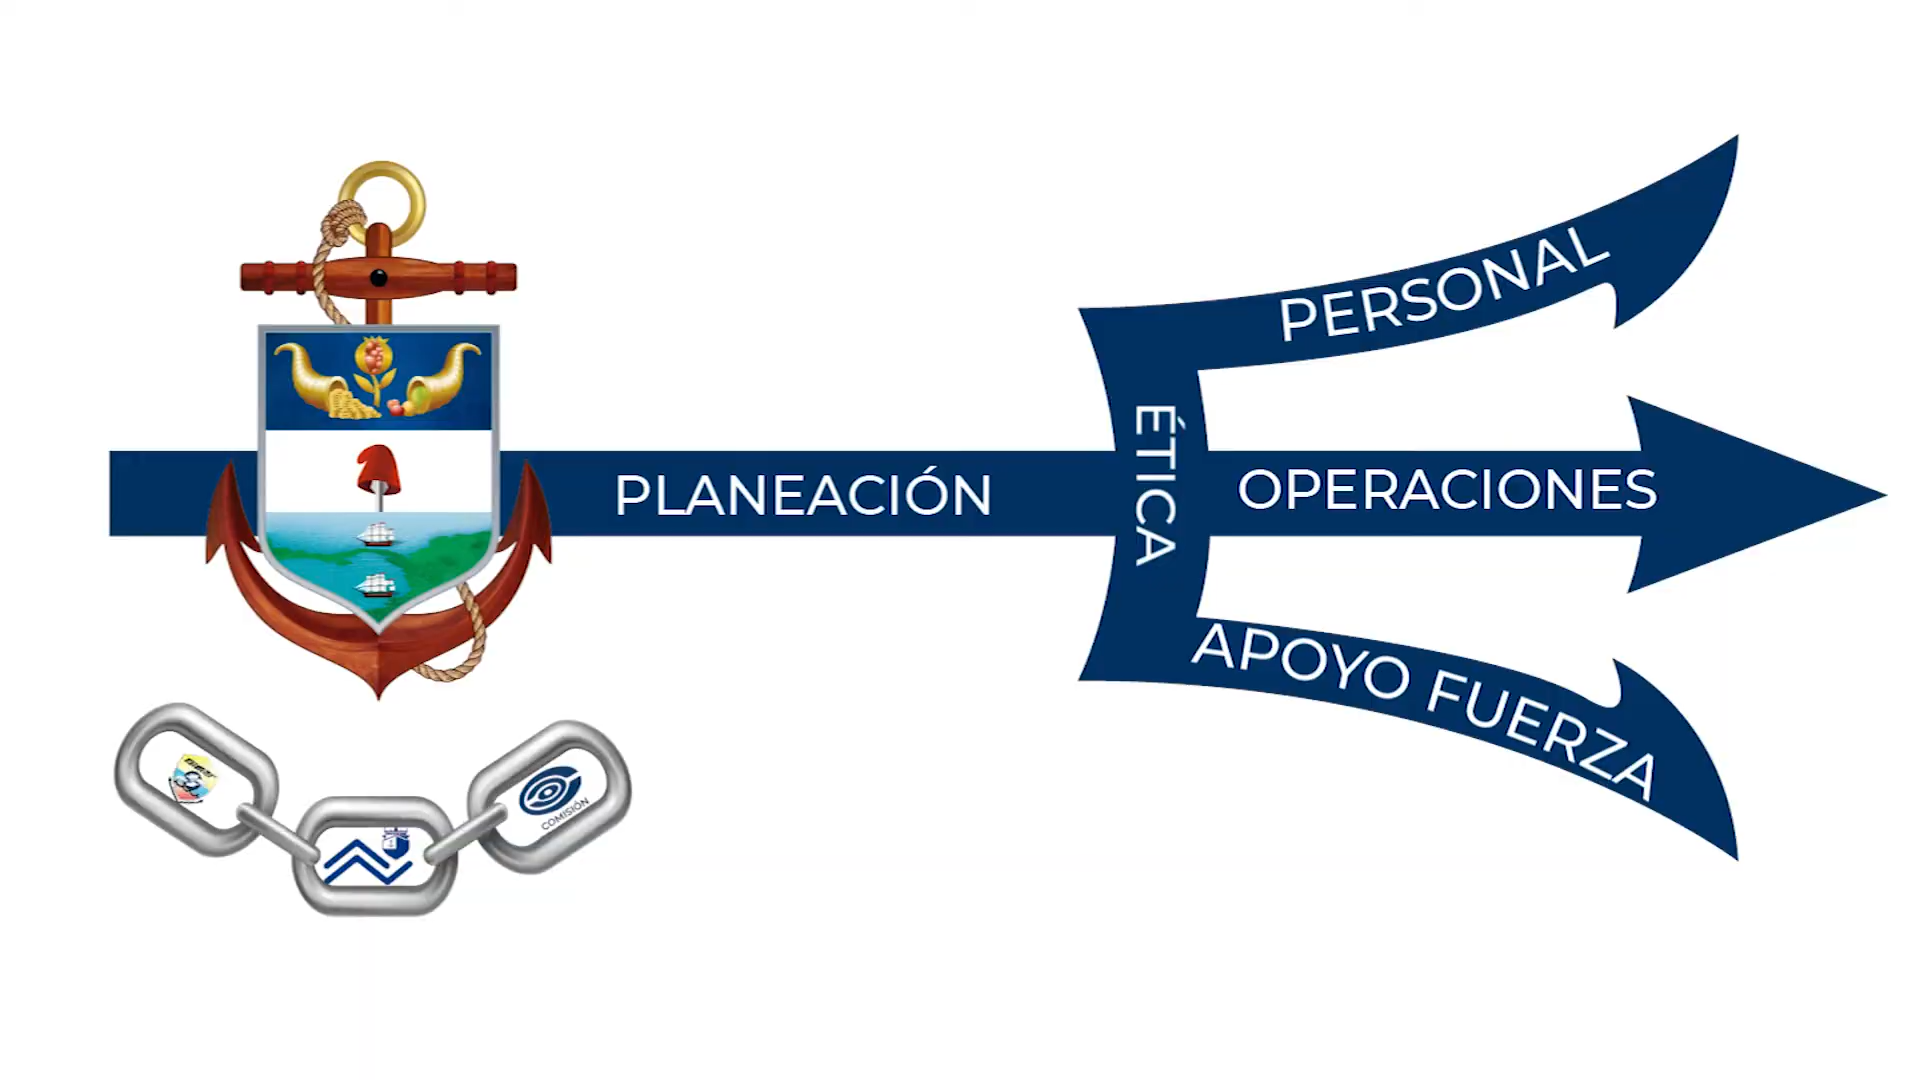 PERSONAL
PLANEACIÓN
ÉTICA
OPERACIONES
APOYO FUERZA
COMISIÓN